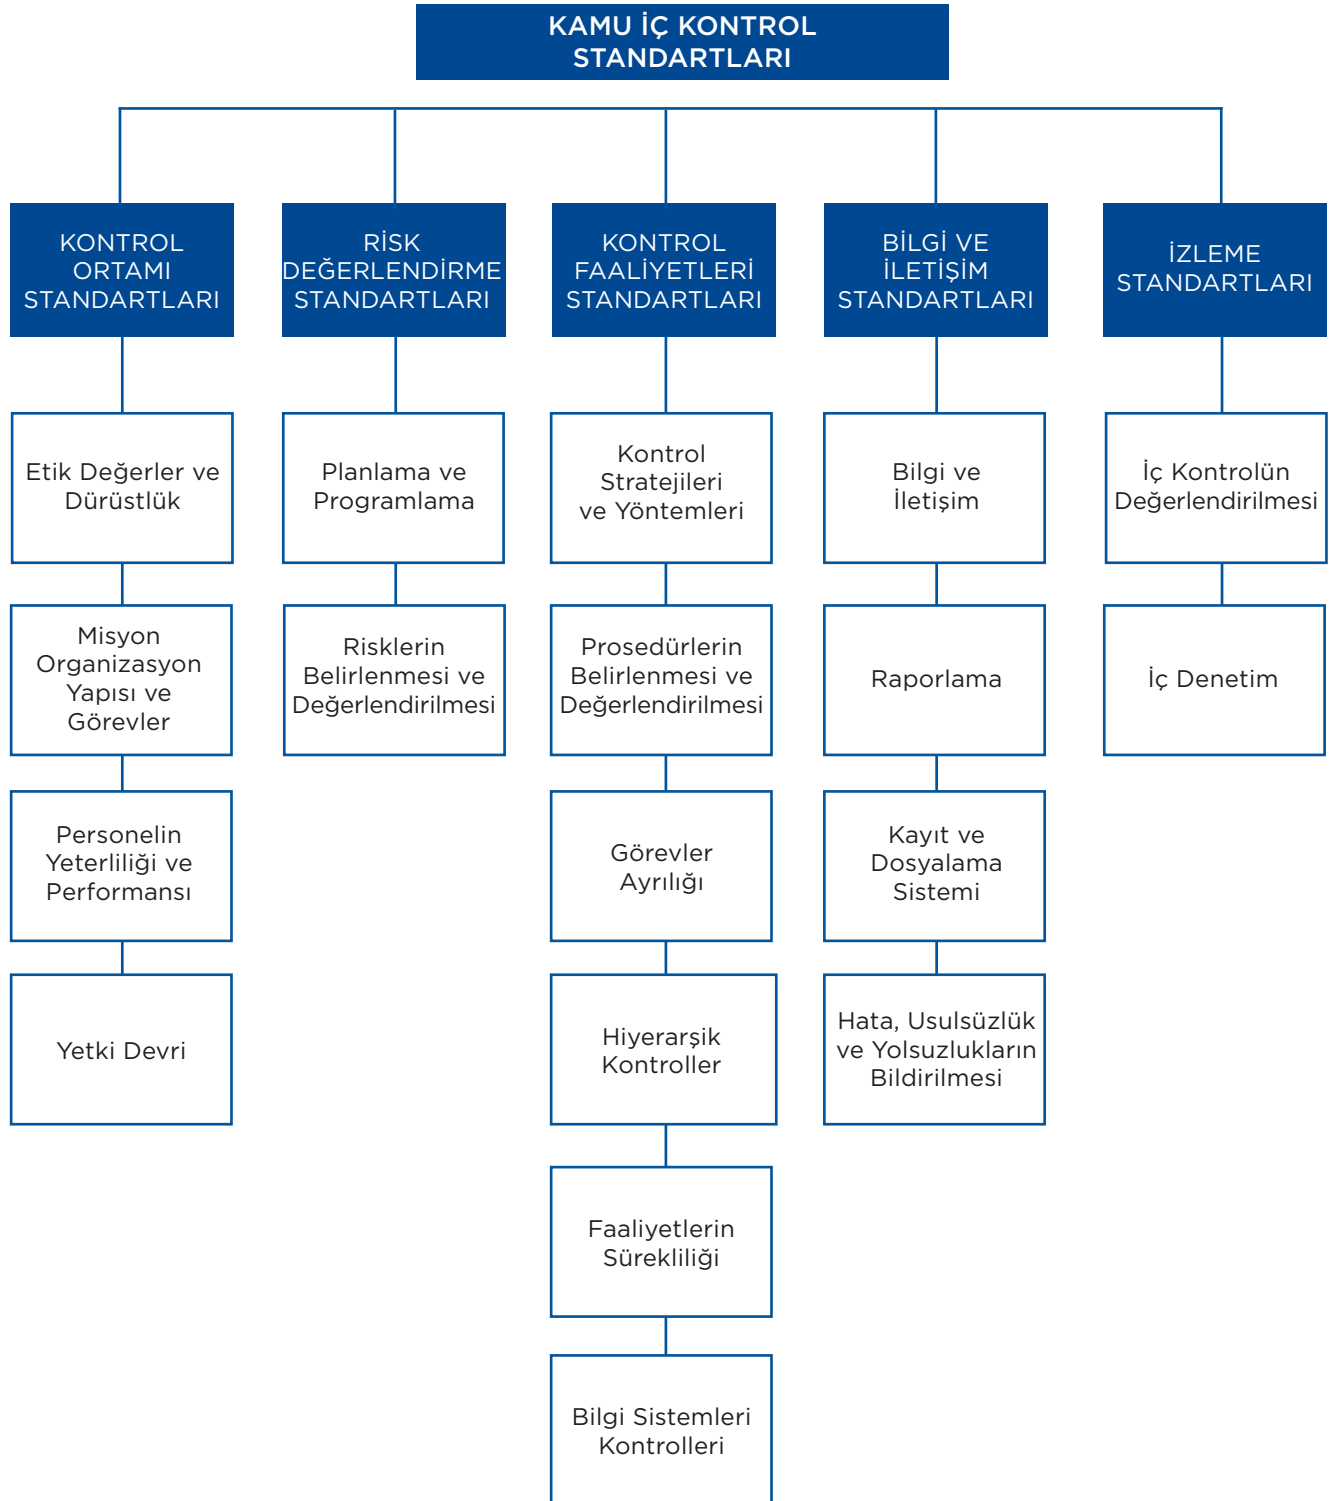 KAMU İÇ KONTROL
STANDARTLARI
KONTROL
ORTAMI
STANDARTLARI
RİSK
DEĞERLENDİRME
STANDARTLARI
KONTROL
FAALİYETLERİ
STANDARTLARI
BİLGİ VE
İLETİŞİM
STANDARTLARI
İZLEME
STANDARTLARI
Etik Değerler ve
Dürüstlük
Planlama ve
Programlama
Kontrol
Stratejileri
ve Yöntemleri
Bilgi ve
İletişim
İç Kontrolün
Değerlendirilmesi
Misyon
Organizasyon
Yapısı ve
Görevler
Risklerin
Belirlenmesi ve
Değerlendirilmesi
Prosedürlerin
Belirlenmesi ve
Değerlendirilmesi
Raporlama
İç Denetim
Personelin
Yeterliliği ve
Performansı
Görevler
Ayrılığı
Kayıt ve
Dosyalama
Sistemi
Yetki Devri
Hiyerarşik
Kontroller
Hata, Usulsüzlük
ve Yolsuzlukların
Bildirilmesi
Faaliyetlerin
Sürekliliği
Bilgi Sistemleri
Kontrolleri